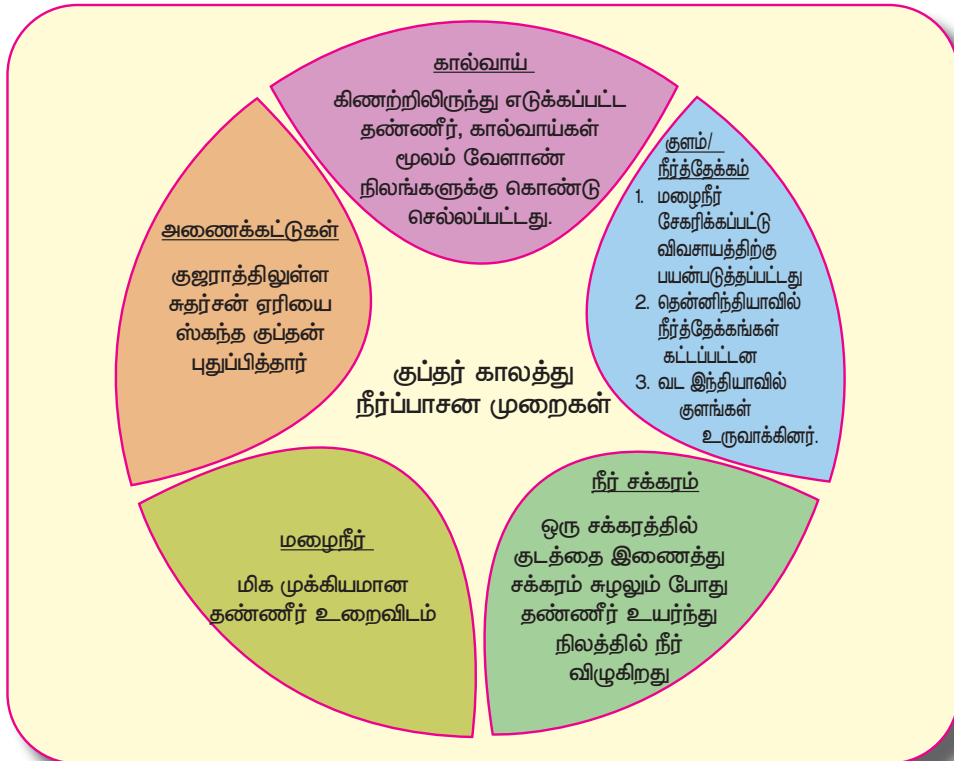 கால்வாய்
கிணற்றிலிருந்து எடுக்கப்பட்ட
தண்ணீர், கால்வாய்கள்
மூலம் வேளாண்
நிலங்களுக்கு கொண்டு
செல்லப்பட்டது.
குளம்/
நீர்த்தேக்கம்
1. மழைநீர்
சேகரிக்கப்பட்டு
விவசாயத்திற்கு
பயன்படுத்தப்பட்டது
2. தென்னிந்தியாவில்
நீர்த்தேக்கங்கள்
கட்டப்பட்டன
3. வட இந்தியாவில்
குளங்கள்
உருவாக்கினர்.
நீர் சக்கரம்
ஒரு சக்கரத்தில்
குடத்தை இணைத்து
சக்கரம் சுழலும் போது
தண்ணீர் உயர்ந்து
நிலத்தில் நீர்
விழுகிறது
மழைநீர்
மிக முக்கியமான
தண்ணீர் உறைவிடம்
அணைக்கட்டுகள்
குஜராத்திலுள்ள
சுதர்சன் ஏரியை
ஸ்கந்த குப்தன்
புதுப்பித்தார்
குப்தர் காலத்து
நீர்ப்பாசன முறைகள்